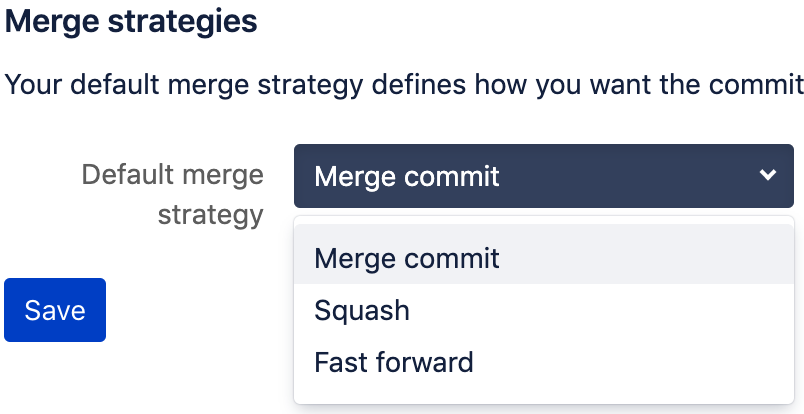 Merge strategies
Your default merge strategy defines how you want the commit
Default merge
strategy
Merge commit
Merge commit
Squash
Fast forward
Save